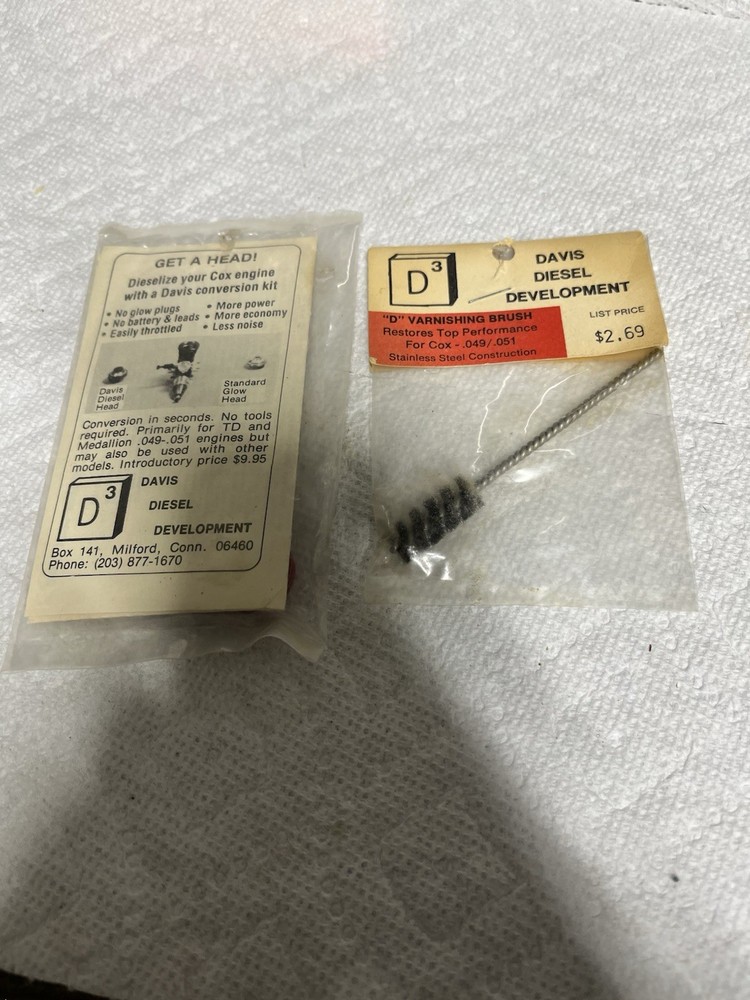 GET A HEAD!
Dieselize your Cox engine
with a Davis conversion kit
• No glow plugs
• No battery & leads
• Easily throttled
• More power
• More economy
• Less noise
Davis
Diesel
Head
Standard
Glow
Head
Conversion in seconds. No tools
required. Primarily for TD and
Medallion .049-.051 engines but
may also be used with other
models. Introductory price $9.95
D3
DAVIS
DIESEL
DEVELOPMENT
Box 141, Milford, Conn. 06460
Phone: (203) 877-1670
D3
DAVIS
DIESEL
DEVELOPMENT
"D" VARNISHING BRUSH
Restores Top Performance
For Cox - .049/.051
Stainless Steel Construction
LIST PRICE
$2.69